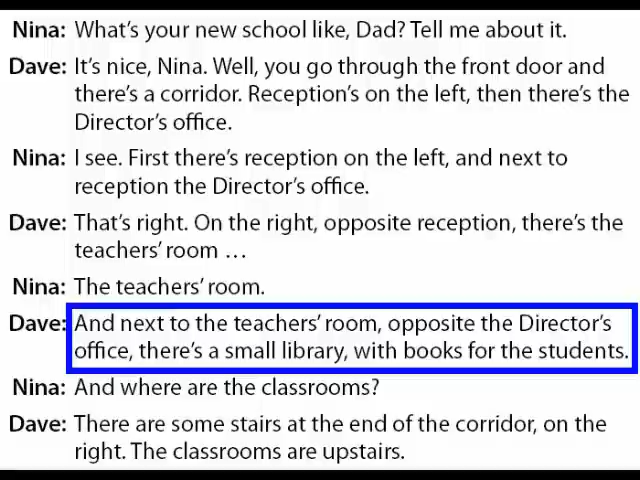 Nina: What's your new school like, Dad? Tell me about it.
Dave: It's nice, Nina. Well, you go through the front door and
there's a corridor. Reception's on the left, then there's the
Director's office.
Nina: I see. First there's reception on the left, and next to
reception the Director's office.
Dave: That's right. On the right, opposite reception, there's the
teachers' room …
Nina: The teachers' room.
Dave: And next to the teachers' room, opposite the Director's
office, there's a small library, with books for the students.
Nina: And where are the classrooms?
Dave: There are some stairs at the end of the corridor, on the
right. The classrooms are upstairs.